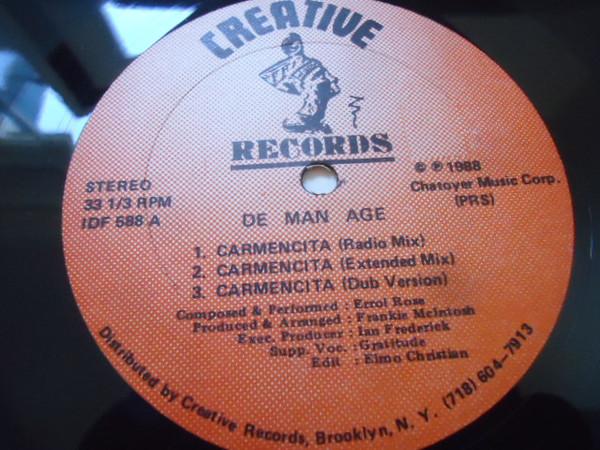 CREATIVE
RECORDS
STEREO
33 1/3 RPM
IDF 588 A
℗ © 1988
Chatoyer Music Corp.
(PRS)
DE MAN AGE
1. CARMENCITA (Radio Mix)
2. CARMENCITA (Extended Mix)
3. CARMENCITA (Dub Version)
Composed & Performed : Errol Rose
Produced & Arranged : Frankie McIntosh
Exec. Producer : Ian Frederick
Supp. Voc. : Gratitude
Edit : Elmo Christian
Distributed by Creative Records, Brooklyn, N. Y. (718) 604-7913